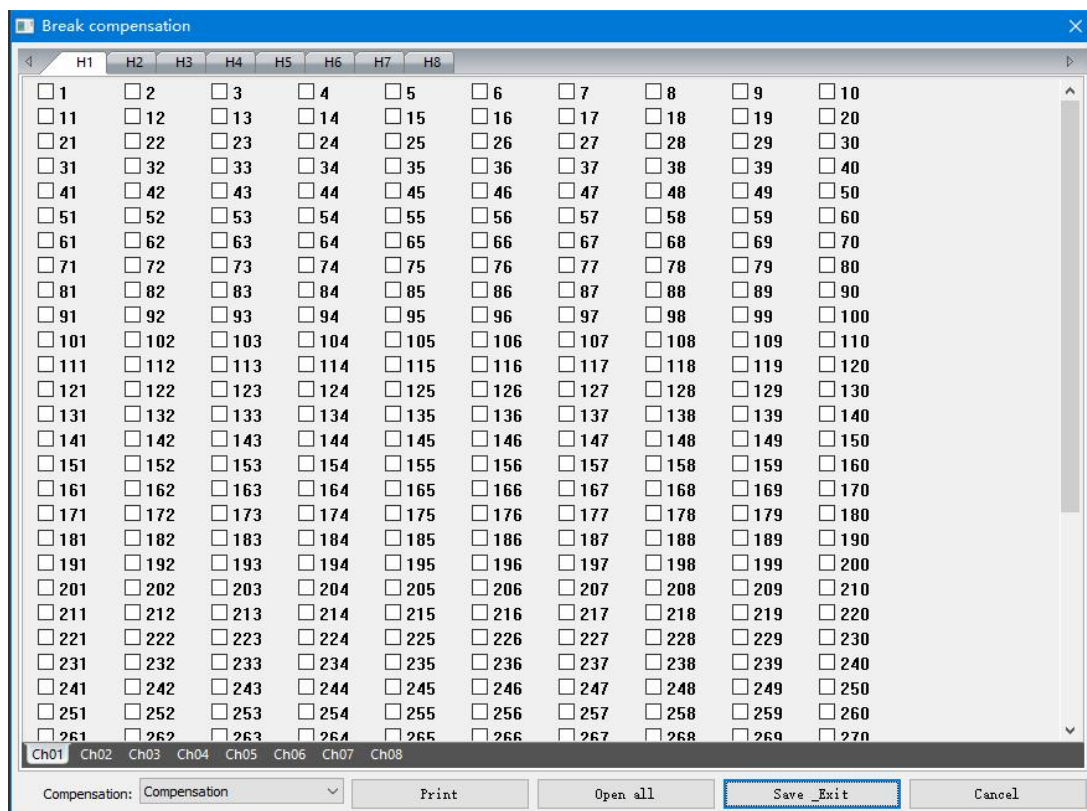 Break compensation
H1 H2 H3 H4 H5 H6 H7 H8
1 2 3 4 5 6 7 8 9 10
11 12 13 14 15 16 17 18 19 20
21 22 23 24 25 26 27 28 29 30
31 32 33 34 35 36 37 38 39 40
41 42 43 44 45 46 47 48 49 50
51 52 53 54 55 56 57 58 59 60
61 62 63 64 65 66 67 68 69 70
71 72 73 74 75 76 77 78 79 80
81 82 83 84 85 86 87 88 89 90
91 92 93 94 95 96 97 98 99 100
101 102 103 104 105 106 107 108 109 110
111 112 113 114 115 116 117 118 119 120
121 122 123 124 125 126 127 128 129 130
131 132 133 134 135 136 137 138 139 140
141 142 143 144 145 146 147 148 149 150
151 152 153 154 155 156 157 158 159 160
161 162 163 164 165 166 167 168 169 170
171 172 173 174 175 176 177 178 179 180
181 182 183 184 185 186 187 188 189 190
191 192 193 194 195 196 197 198 199 200
201 202 203 204 205 206 207 208 209 210
211 212 213 214 215 216 217 218 219 220
221 222 223 224 225 226 227 228 229 230
231 232 233 234 235 236 237 238 239 240
241 242 243 244 245 246 247 248 249 250
251 252 253 254 255 256 257 258 259 260
261 262 263 264 265 266 267 268 269 270
Ch01 Ch02 Ch03 Ch04 Ch05 Ch06 Ch07 Ch08
Compensation: Compensation Print Open all Save _Exit Cancel